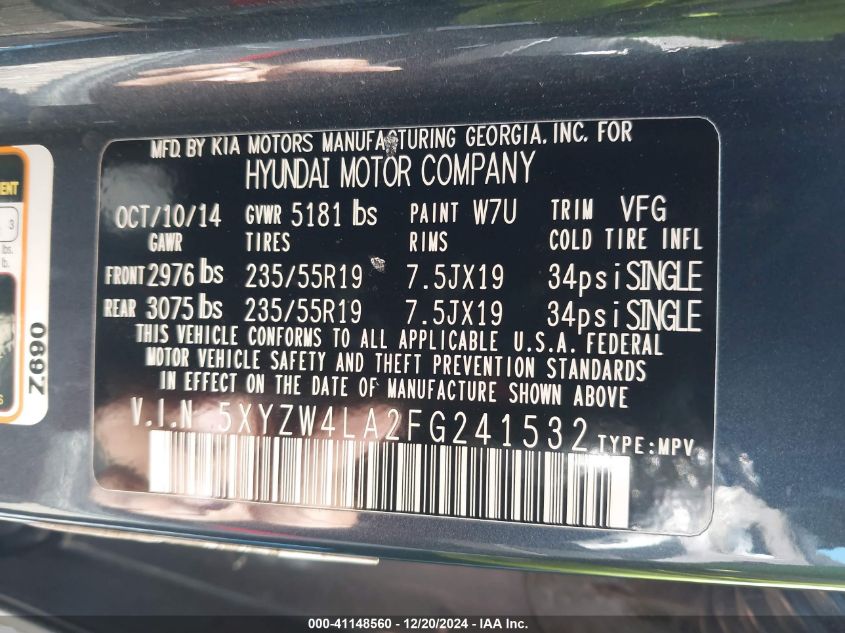 MFD. BY KIA MOTORS MANUFACTURING GEORGIA, INC. FOR
HYUNDAI MOTOR COMPANY
OCT/10/14 GVWR 5181 lbs PAINT W7U TRIM VFG
GAWR TIRES RIMS COLD TIRE INFL
FRONT 2976 lbs 235/55R19 7.5JX19 34psi SINGLE
REAR 3075 lbs 235/55R19 7.5JX19 34psi SINGLE
THIS VEHICLE CONFORMS TO ALL APPLICABLE U.S.A. FEDERAL
MOTOR VEHICLE SAFETY AND THEFT PREVENTION STANDARDS
IN EFFECT ON THE DATE OF MANUFACTURE SHOWN ABOVE
V.I.N 5XYZW4LA2FG241532 TYPE:MPV
3
lbs.
lb.
Z690
000-41148560 - 12/20/2024 - IAA Inc.